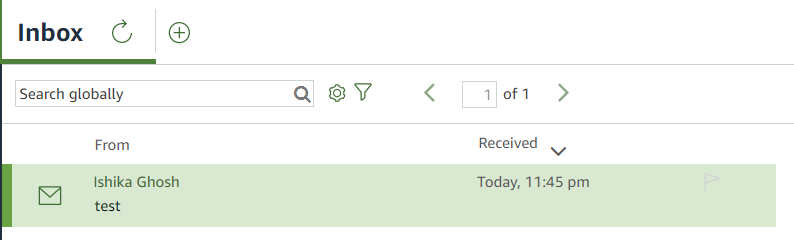 Inbox
Search globally
1 of 1
From Received
Ishika Ghosh Today, 11:45 pm
test